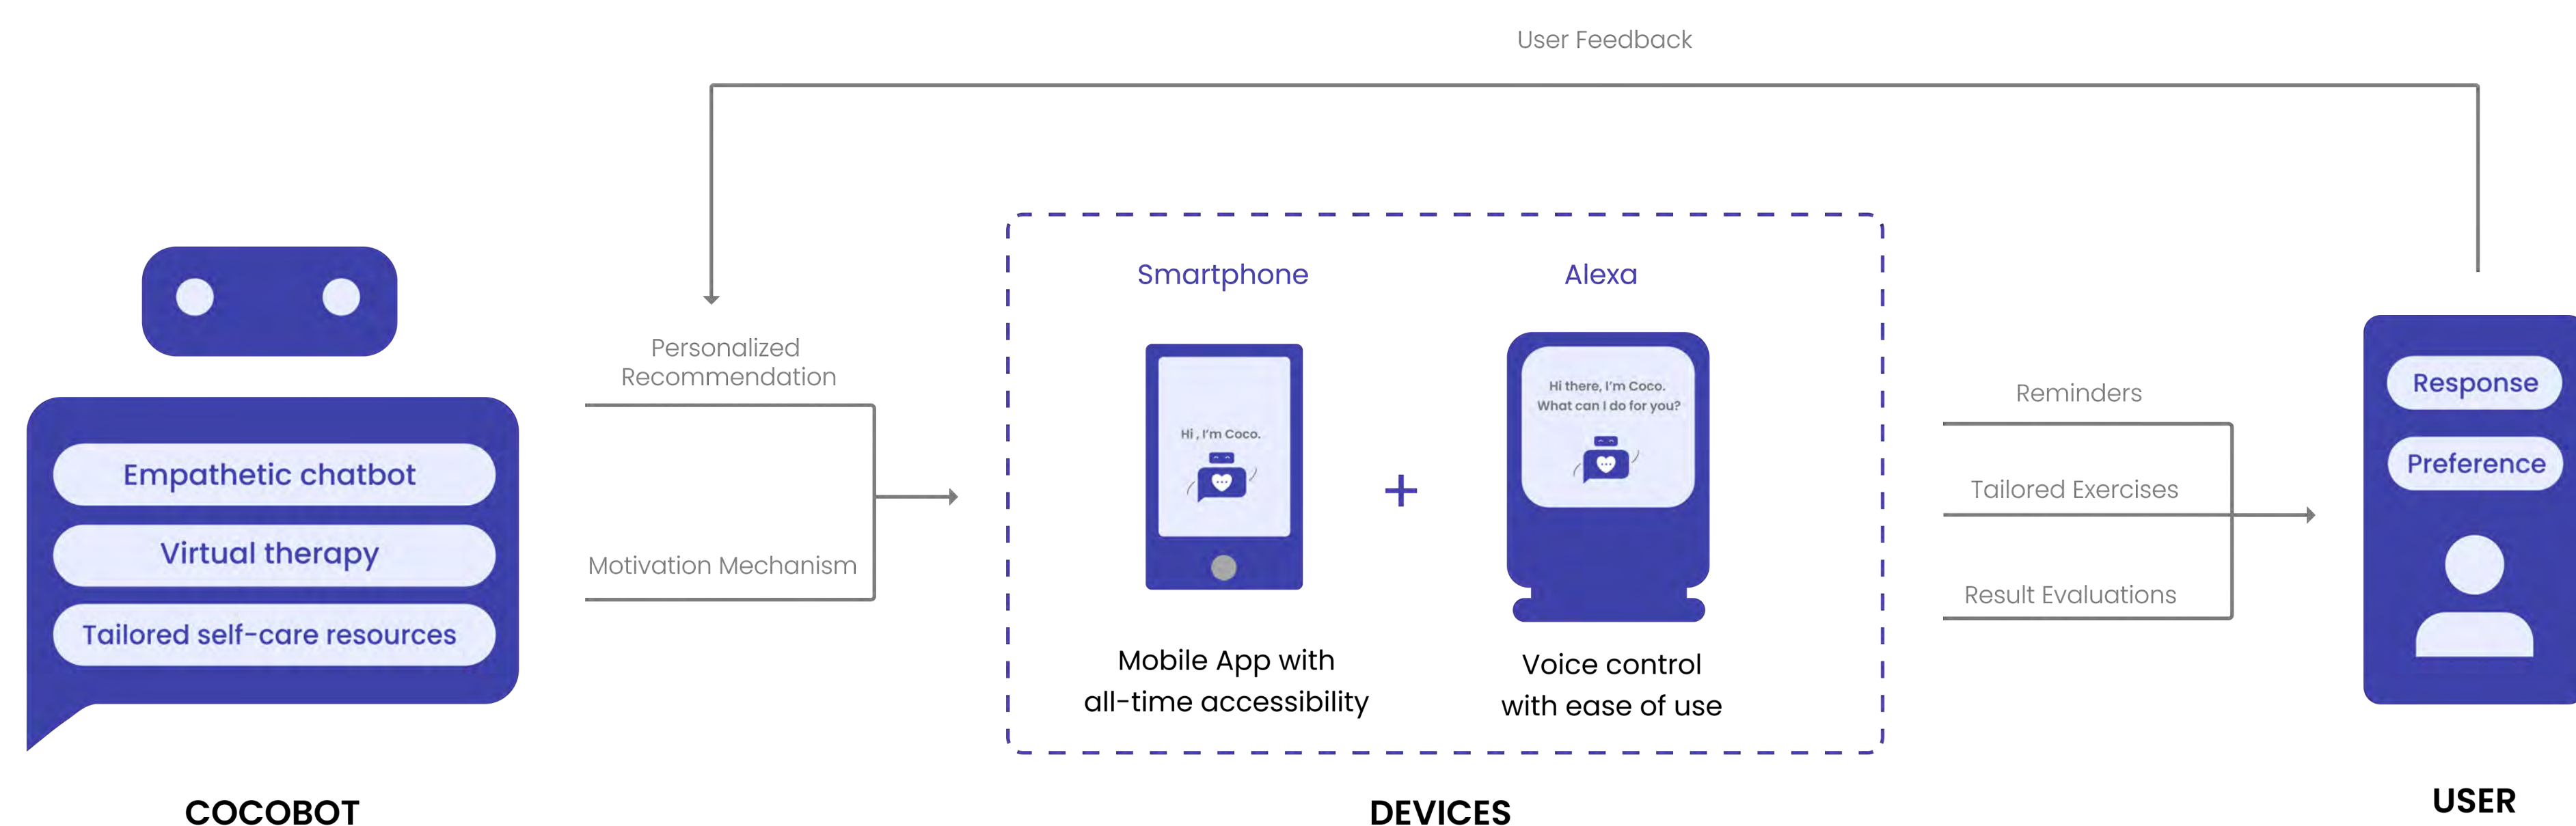 User Feedback
Empathetic chatbot
Virtual therapy
Tailored self-care resources
COCOBOT
Personalized
Recommendation
Motivation Mechanism
Smartphone
Hi , I'm Coco.
Mobile App with
all-time accessibility
+
Alexa
Hi there, I'm Coco.
What can I do for you?
Voice control
with ease of use
DEVICES
Reminders
Tailored Exercises
Result Evaluations
Response
Preference
USER